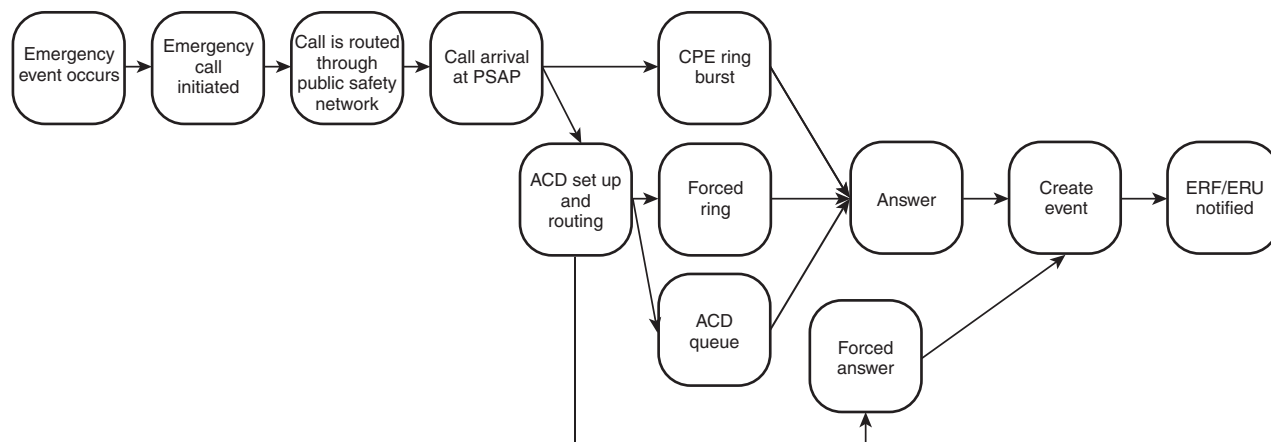 Emergency
event occurs
Emergency
call
initiated
Call is routed
through
public safety
network
Call arrival
at PSAP
CPE ring
burst
ACD set up
and
routing
Forced
ring
ACD
queue
Answer
Create
event
ERF/ERU
notified
Forced
answer